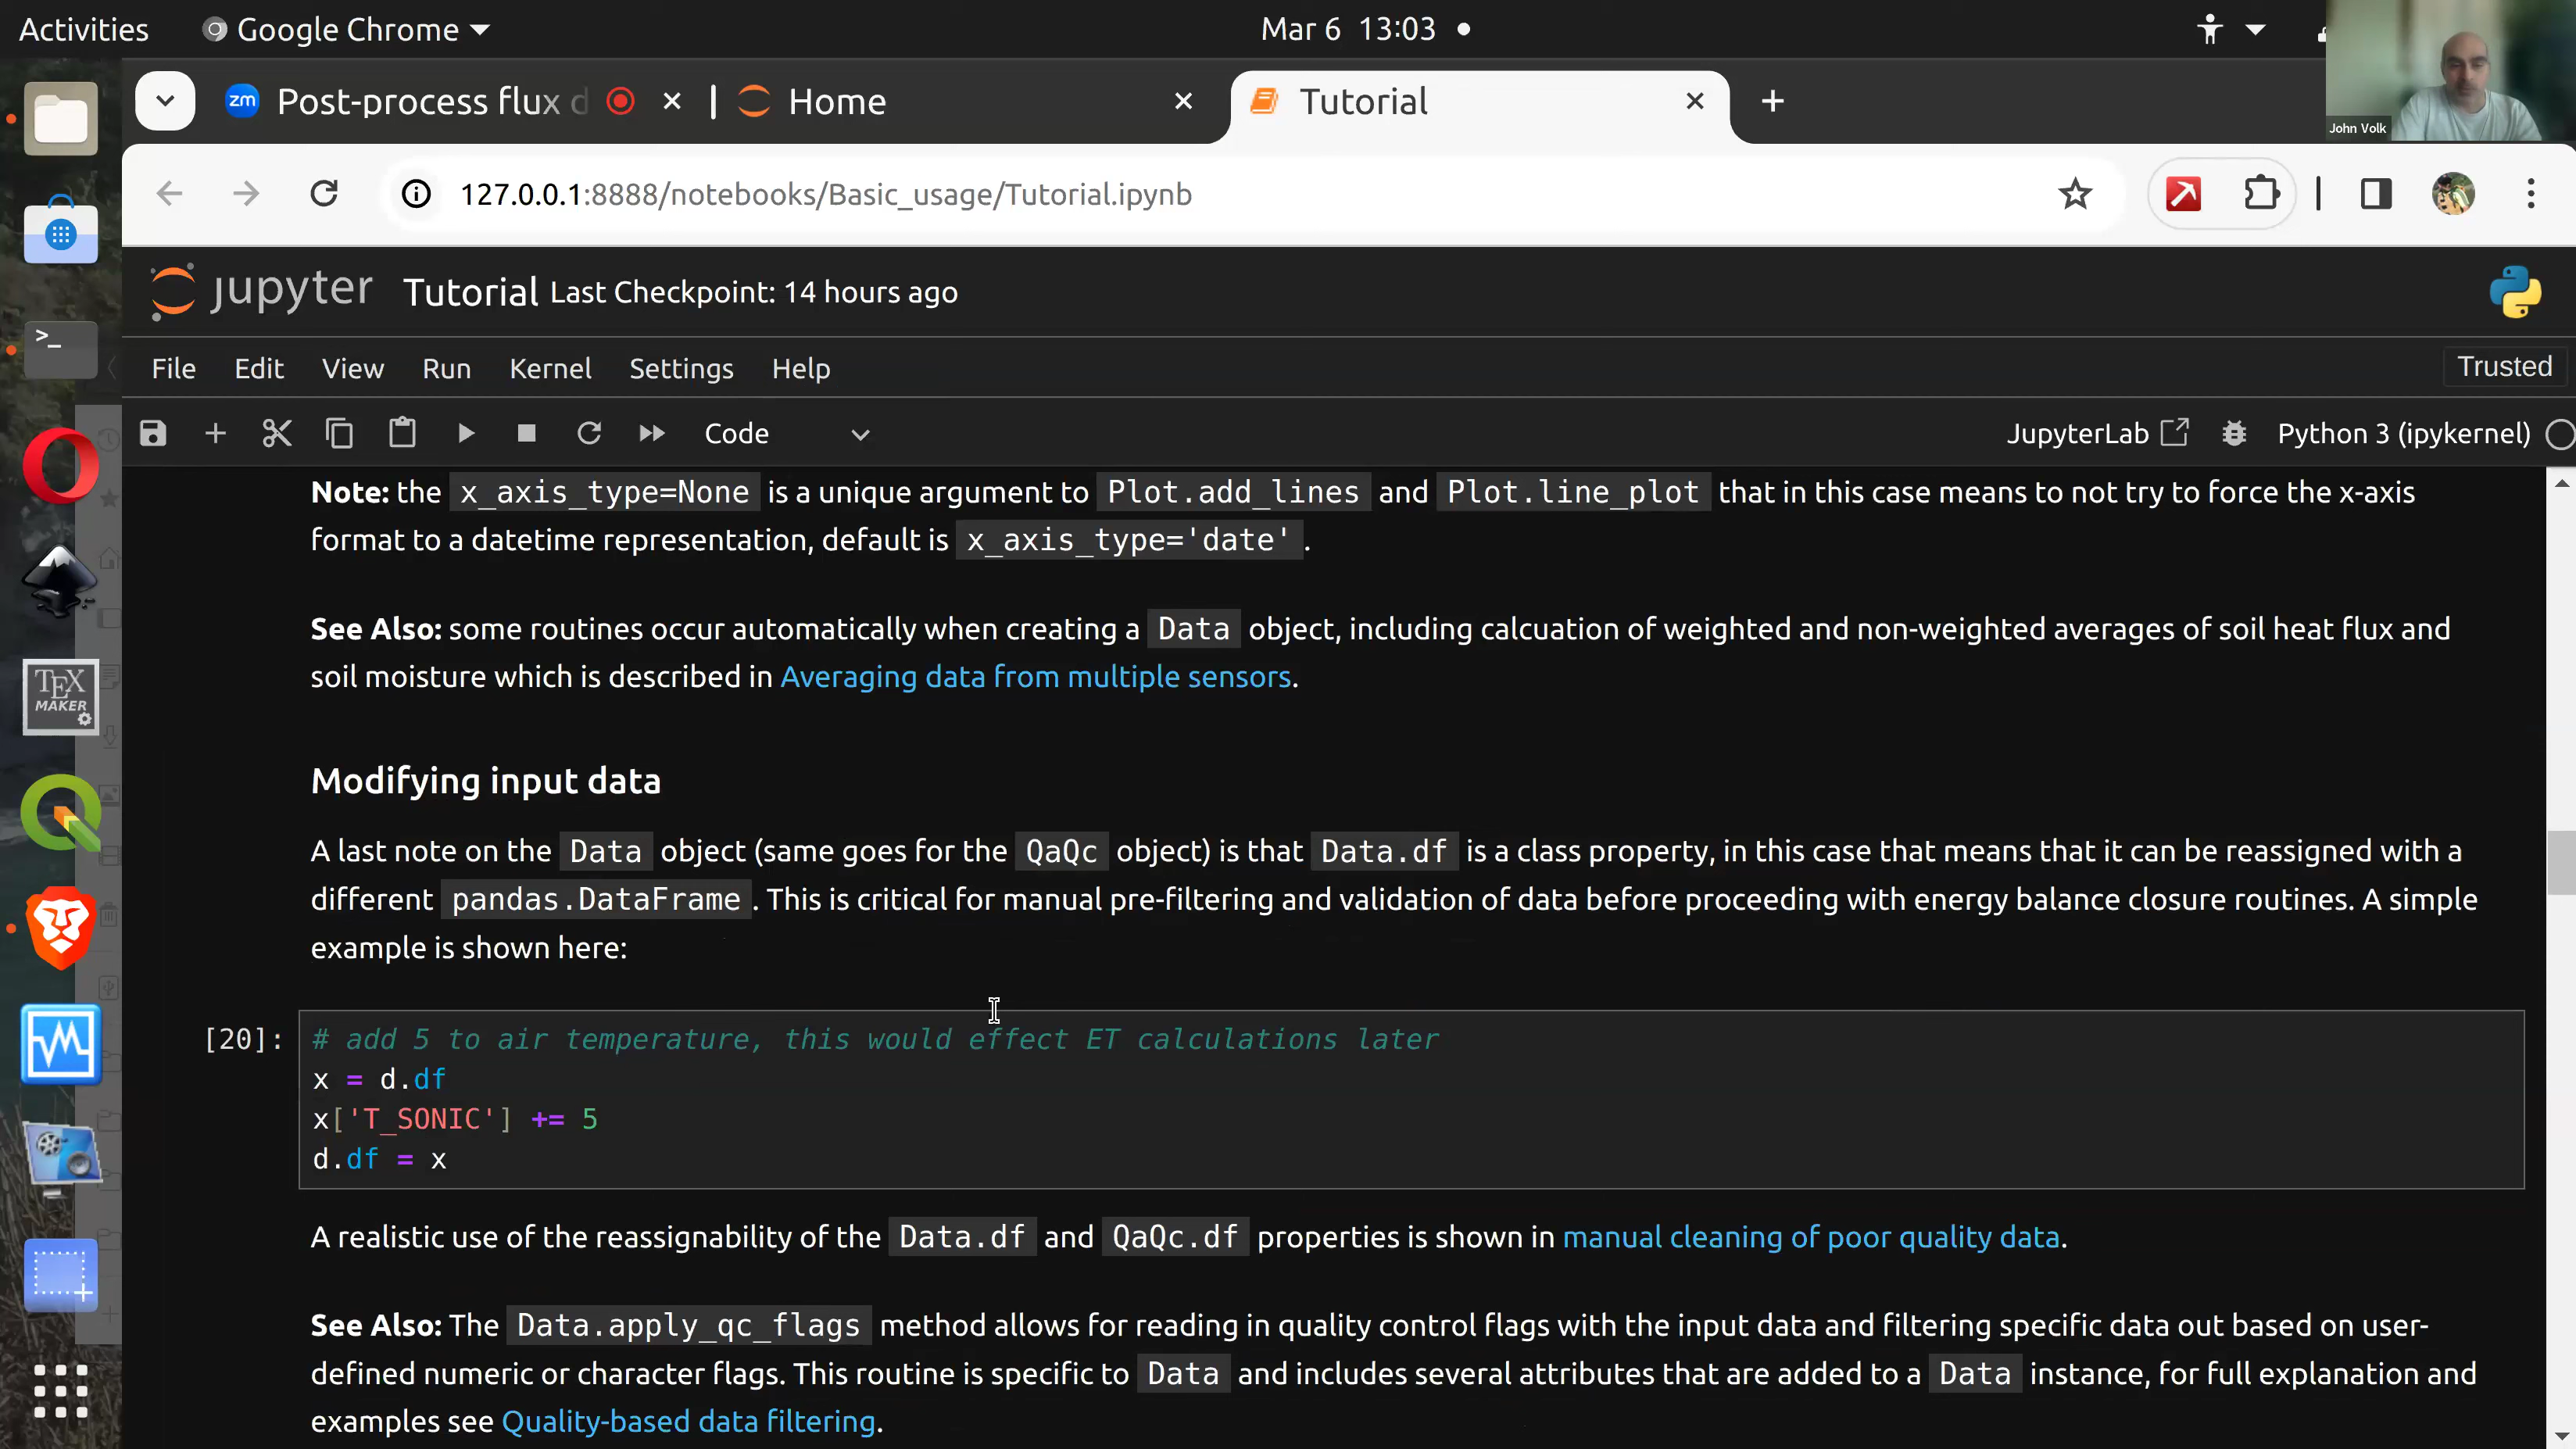 Activities Google Chrome Mar 6 13:03
John Volk
zm Post-process flux d Home Tutorial
127.0.0.1:8888/notebooks/Basic_usage/Tutorial.ipynb
jupyter Tutorial Last Checkpoint: 14 hours ago
File Edit View Run Kernel Settings Help Trusted
Code JupyterLab Python 3 (ipykernel)
Note: the x_axis_type=None is a unique argument to Plot.add_lines and Plot.line_plot that in this case means to not try to force the x-axis
format to a datetime representation, default is x_axis_type='date' .
See Also: some routines occur automatically when creating a Data object, including calcuation of weighted and non-weighted averages of soil heat flux and
soil moisture which is described in Averaging data from multiple sensors.
TEX
MAKER
Modifying input data
A last note on the Data object (same goes for the QaQc object) is that Data.df is a class property, in this case that means that it can be reassigned with a
different pandas.DataFrame . This is critical for manual pre-filtering and validation of data before proceeding with energy balance closure routines. A simple
example is shown here:
[20]: # add 5 to air temperature, this would effect ET calculations later
x = d.df
x['T_SONIC'] += 5
d.df = x
A realistic use of the reassignability of the Data.df and QaQc.df properties is shown in manual cleaning of poor quality data.
See Also: The Data.apply_qc_flags method allows for reading in quality control flags with the input data and filtering specific data out based on user-
defined numeric or character flags. This routine is specific to Data and includes several attributes that are added to a Data instance, for full explanation and
examples see Quality-based data filtering.